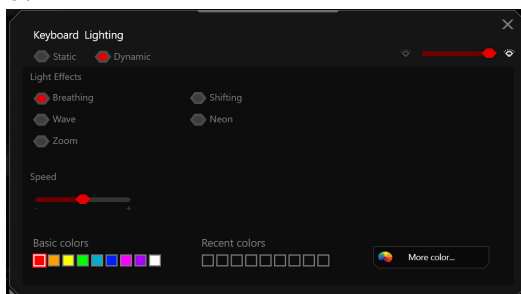 Keyboard Lighting
Static Dynamic
Light Effects
Breathing Shifting
Wave Neon
Zoom
Speed
- +
Basic colors Recent colors
More color...